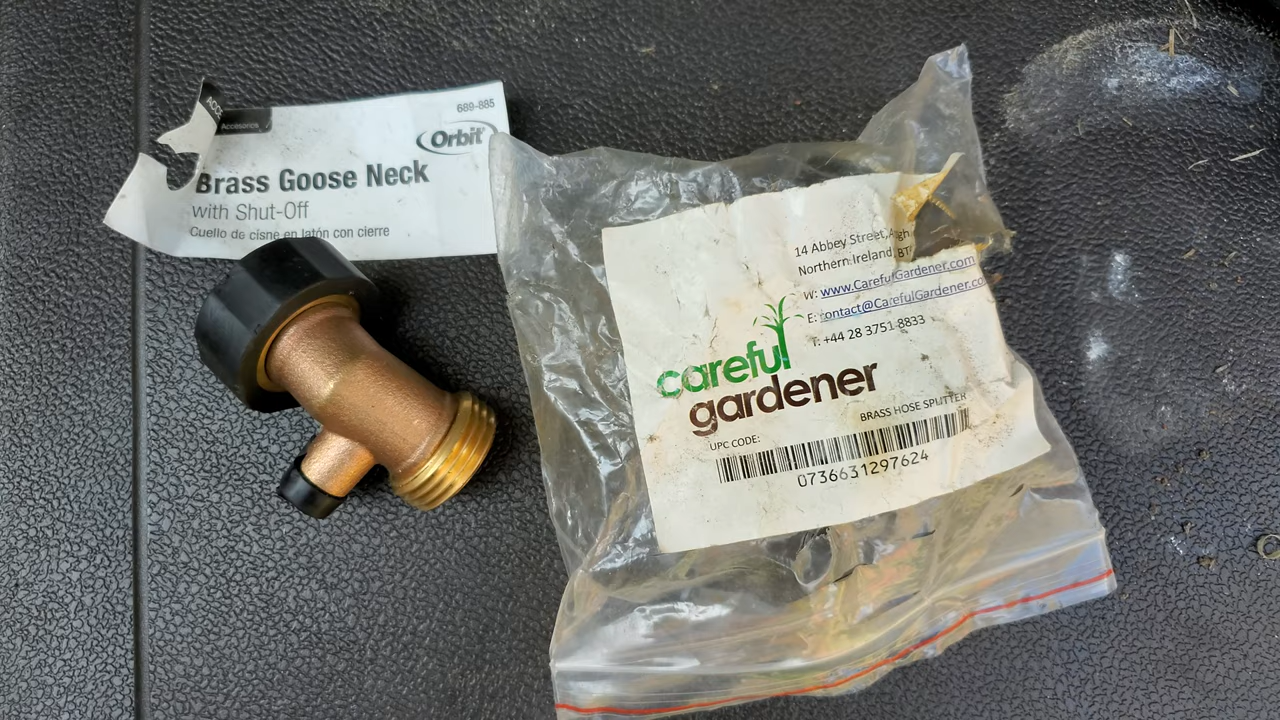 689-885
Accesorios
Orbit
Brass Goose Neck
with Shut-Off
Cuello de cisne en latón con cierre
14 Abbey Street,
Northern Ireland,
W: www.CarefulGardener.com
E: contact@CarefulGardener.co
T: +44 28 3751 8833
careful
gardener
BRASS HOSE SPLITTER
UPC CODE:
0736631297624